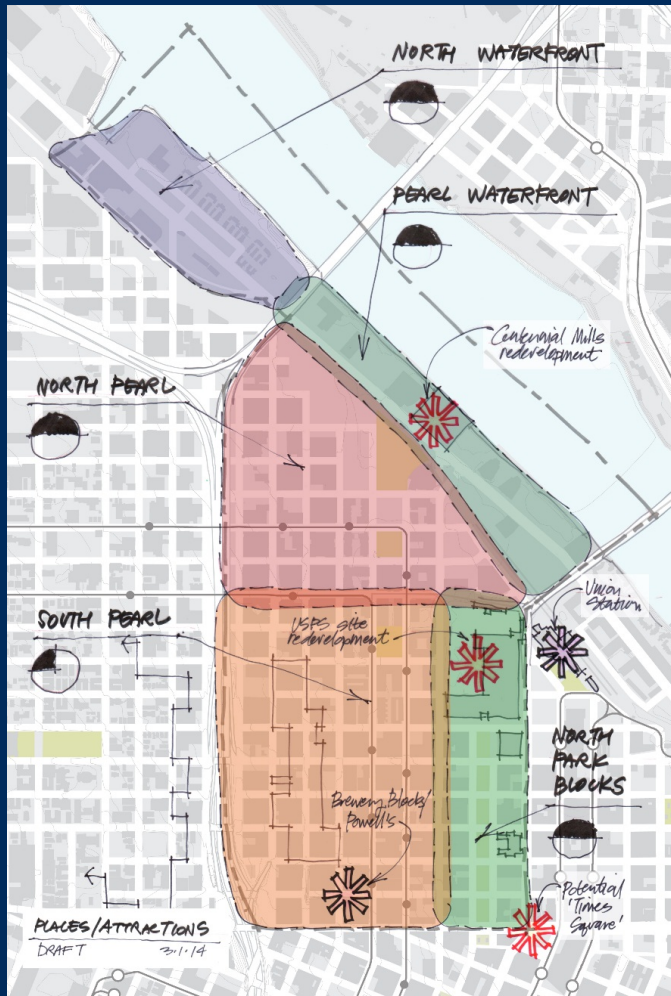 NORTH WATERFRONT
PEARL WATERFRONT
Centennial Mills
redevelopment
NORTH PEARL
SOUTH PEARL
USPS site
redevelopment
Union
Station
NORTH
PARK
BLOCKS
Brewery Blocks/
Powell's
Potential
'Times
Square'
PLACES/ATTRACTIONS
DRAFT 3.1.14